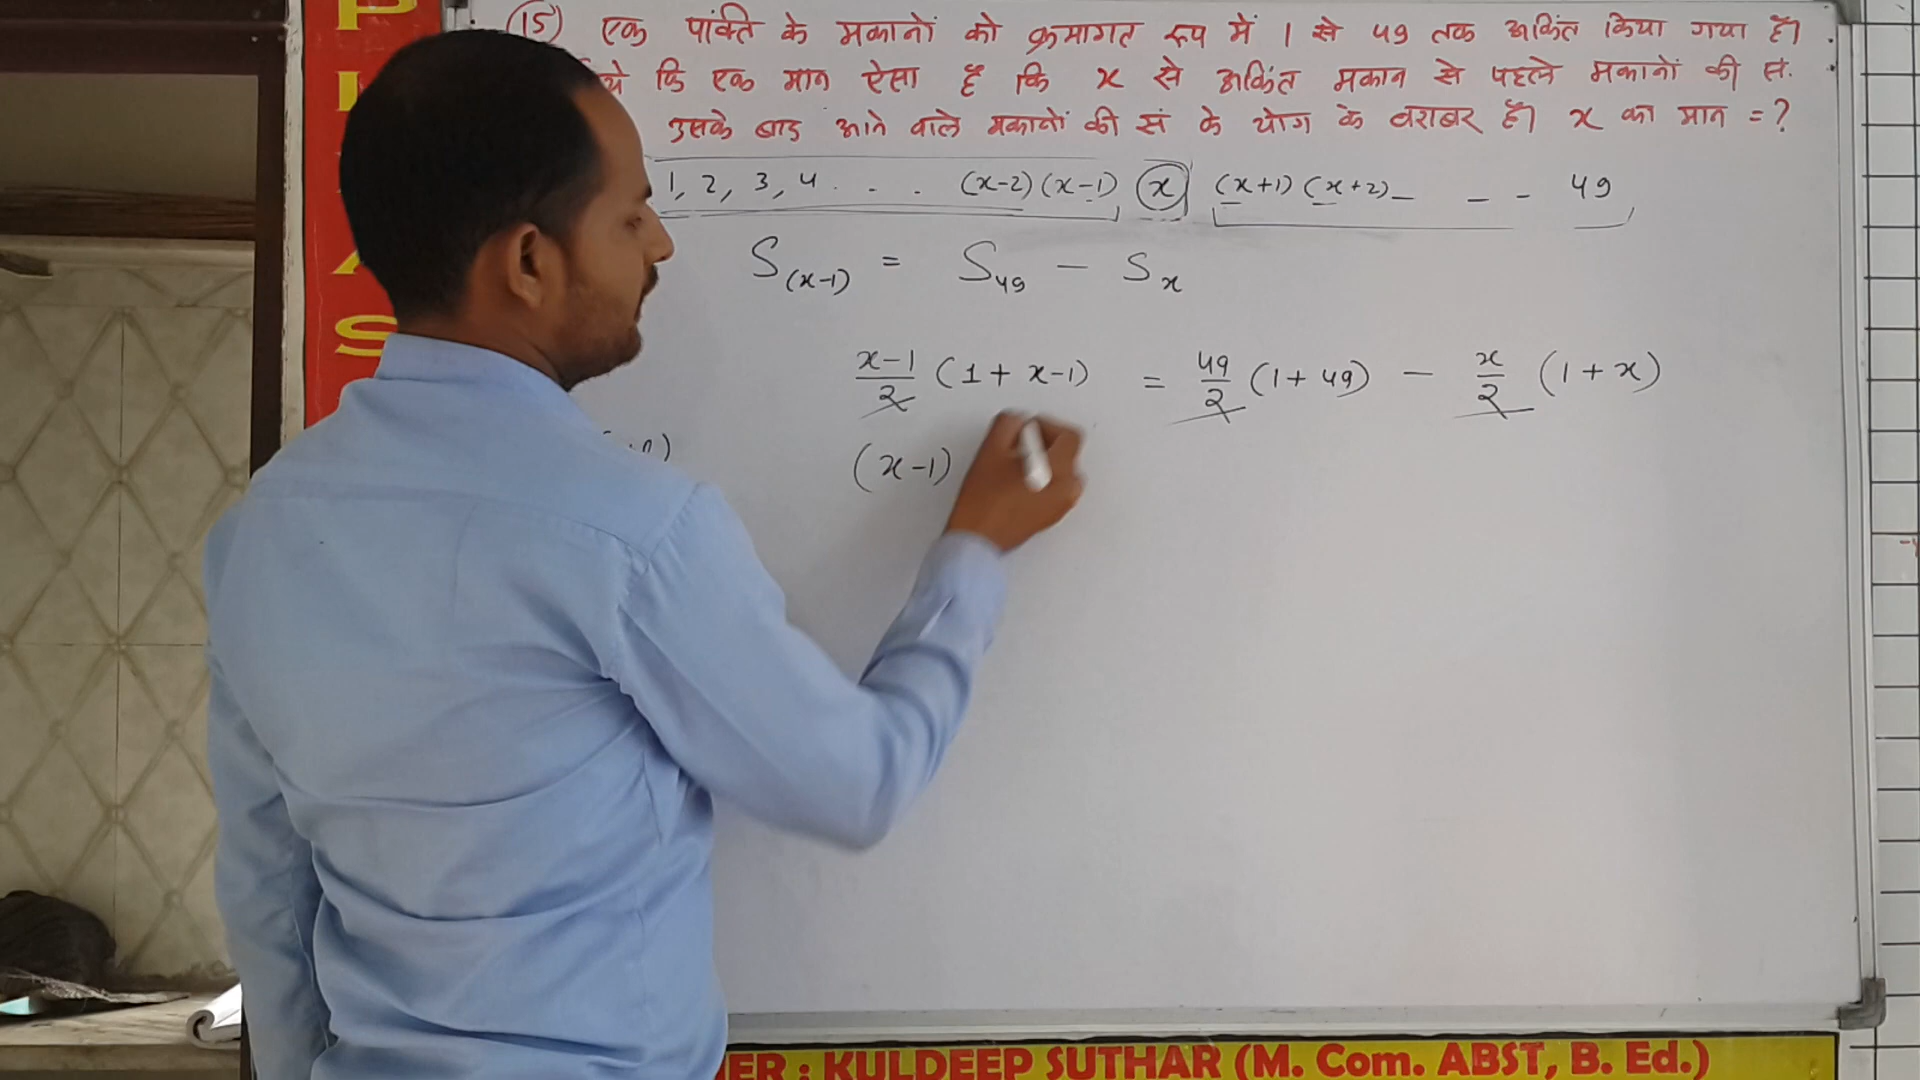 (15) एक पांक्ति के मकानों को क्रमागत रूप में 1 से 49 तक अकिंत किया गया है।
कि एक मान ऐसा है कि x से अकिंत मकान से पहले मकानों की सं.
उसके बाद आने वाले मकानों की सं के योग के बराबर है। x का मान = ?
1, 2, 3, 4 . . . (x-2) (x-1) (x) (x+1) (x+2) - - - 49
S(x-1) = S49 - Sx
x-1/2 (1 + x-1) = 49/2 (1 + 49) - x/2 (1 + x)
(x-1)
: KULDEEP SUTHAR (M. Com. ABST, B. Ed.)